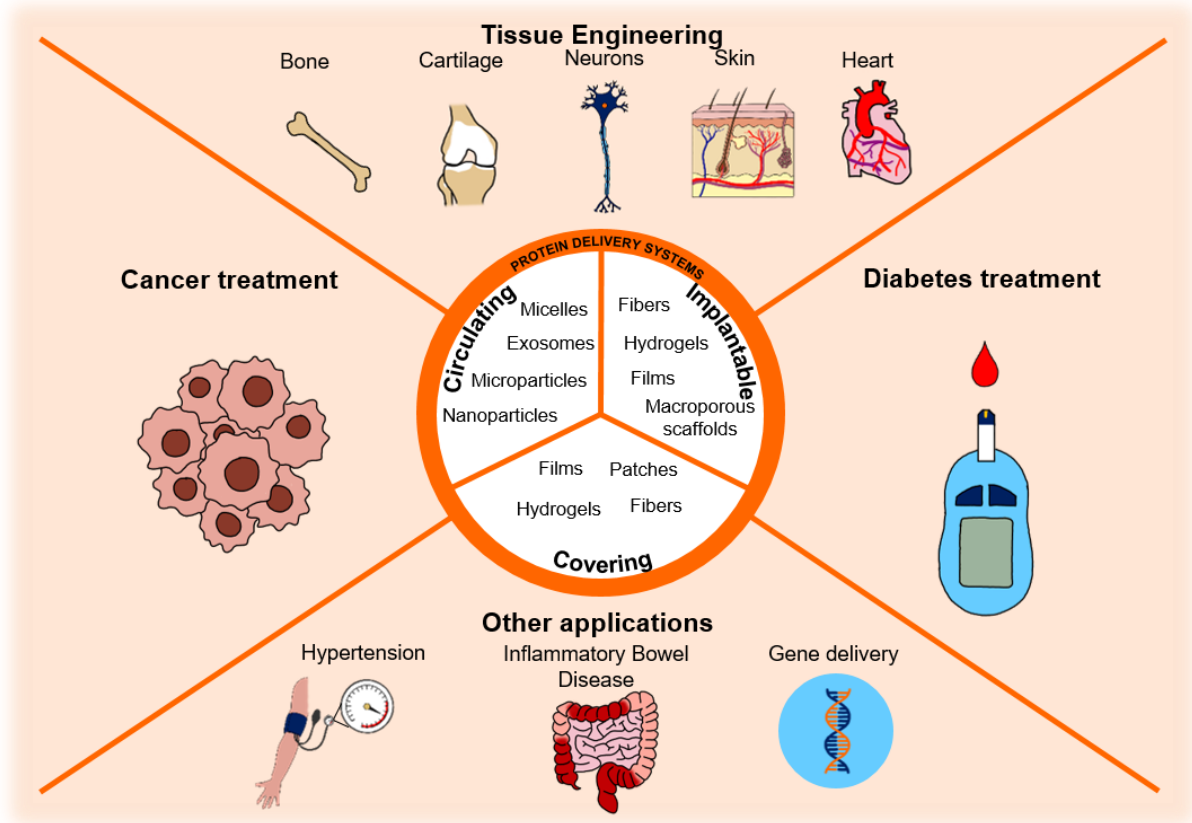 Tissue Engineering
Bone
Cartilage
Neurons
Skin
Heart
Cancer treatment
Diabetes treatment
PROTEIN DELIVERY SYSTEMS
Circulating
Micelles
Exosomes
Microparticles
Nanoparticles
Implantable
Fibers
Hydrogels
Films
Macroporous
scaffolds
Films
Patches
Hydrogels
Fibers
Covering
Other applications
Hypertension
Inflammatory Bowel
Disease
Gene delivery